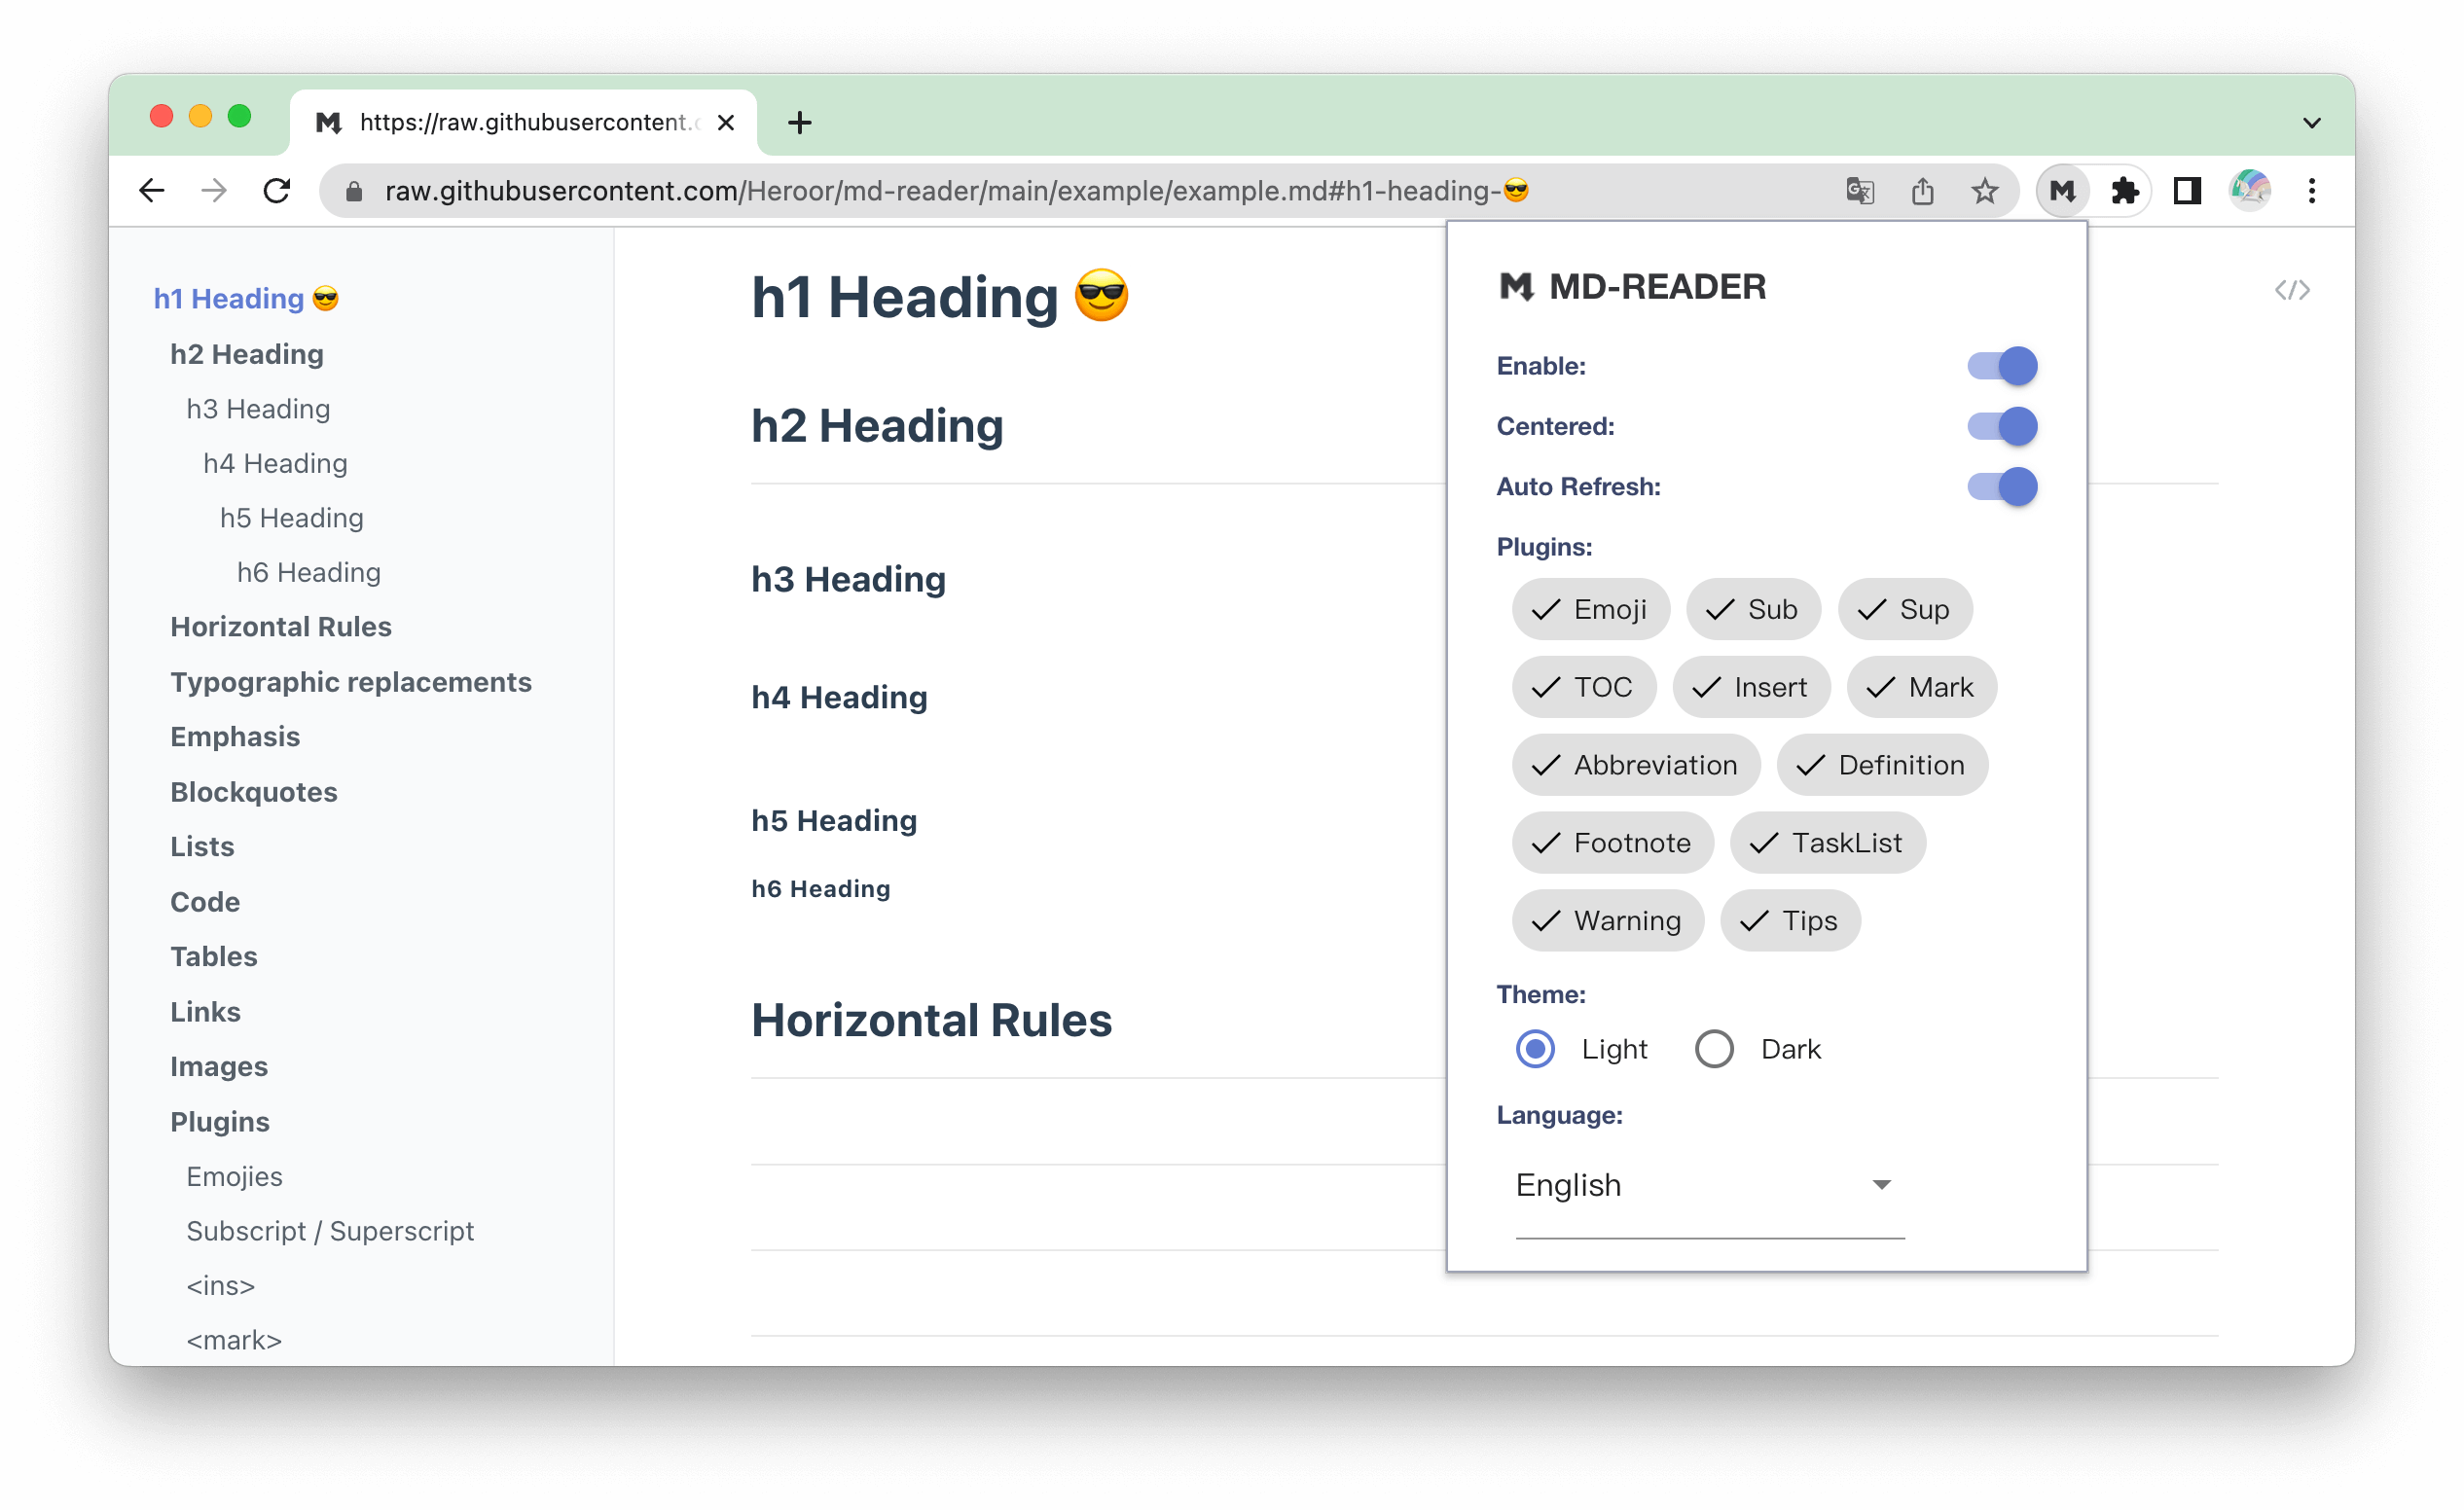 https://raw.githubusercontent.
raw.githubusercontent.com/Heroor/md-reader/main/example/example.md#h1-heading-😎
h1 Heading 😎
h2 Heading
h3 Heading
h4 Heading
h5 Heading
h6 Heading
Horizontal Rules
Typographic replacements
Emphasis
Blockquotes
Lists
Code
Tables
Links
Images
Plugins
Emojies
Subscript / Superscript
<ins>
<mark>
h1 Heading 😎
h2 Heading
h3 Heading
h4 Heading
h5 Heading
h6 Heading
Horizontal Rules
MD-READER
Enable:
Centered:
Auto Refresh:
Plugins:
Emoji Sub Sup
TOC Insert Mark
Abbreviation Definition
Footnote TaskList
Warning Tips
Theme:
Light Dark
Language:
English